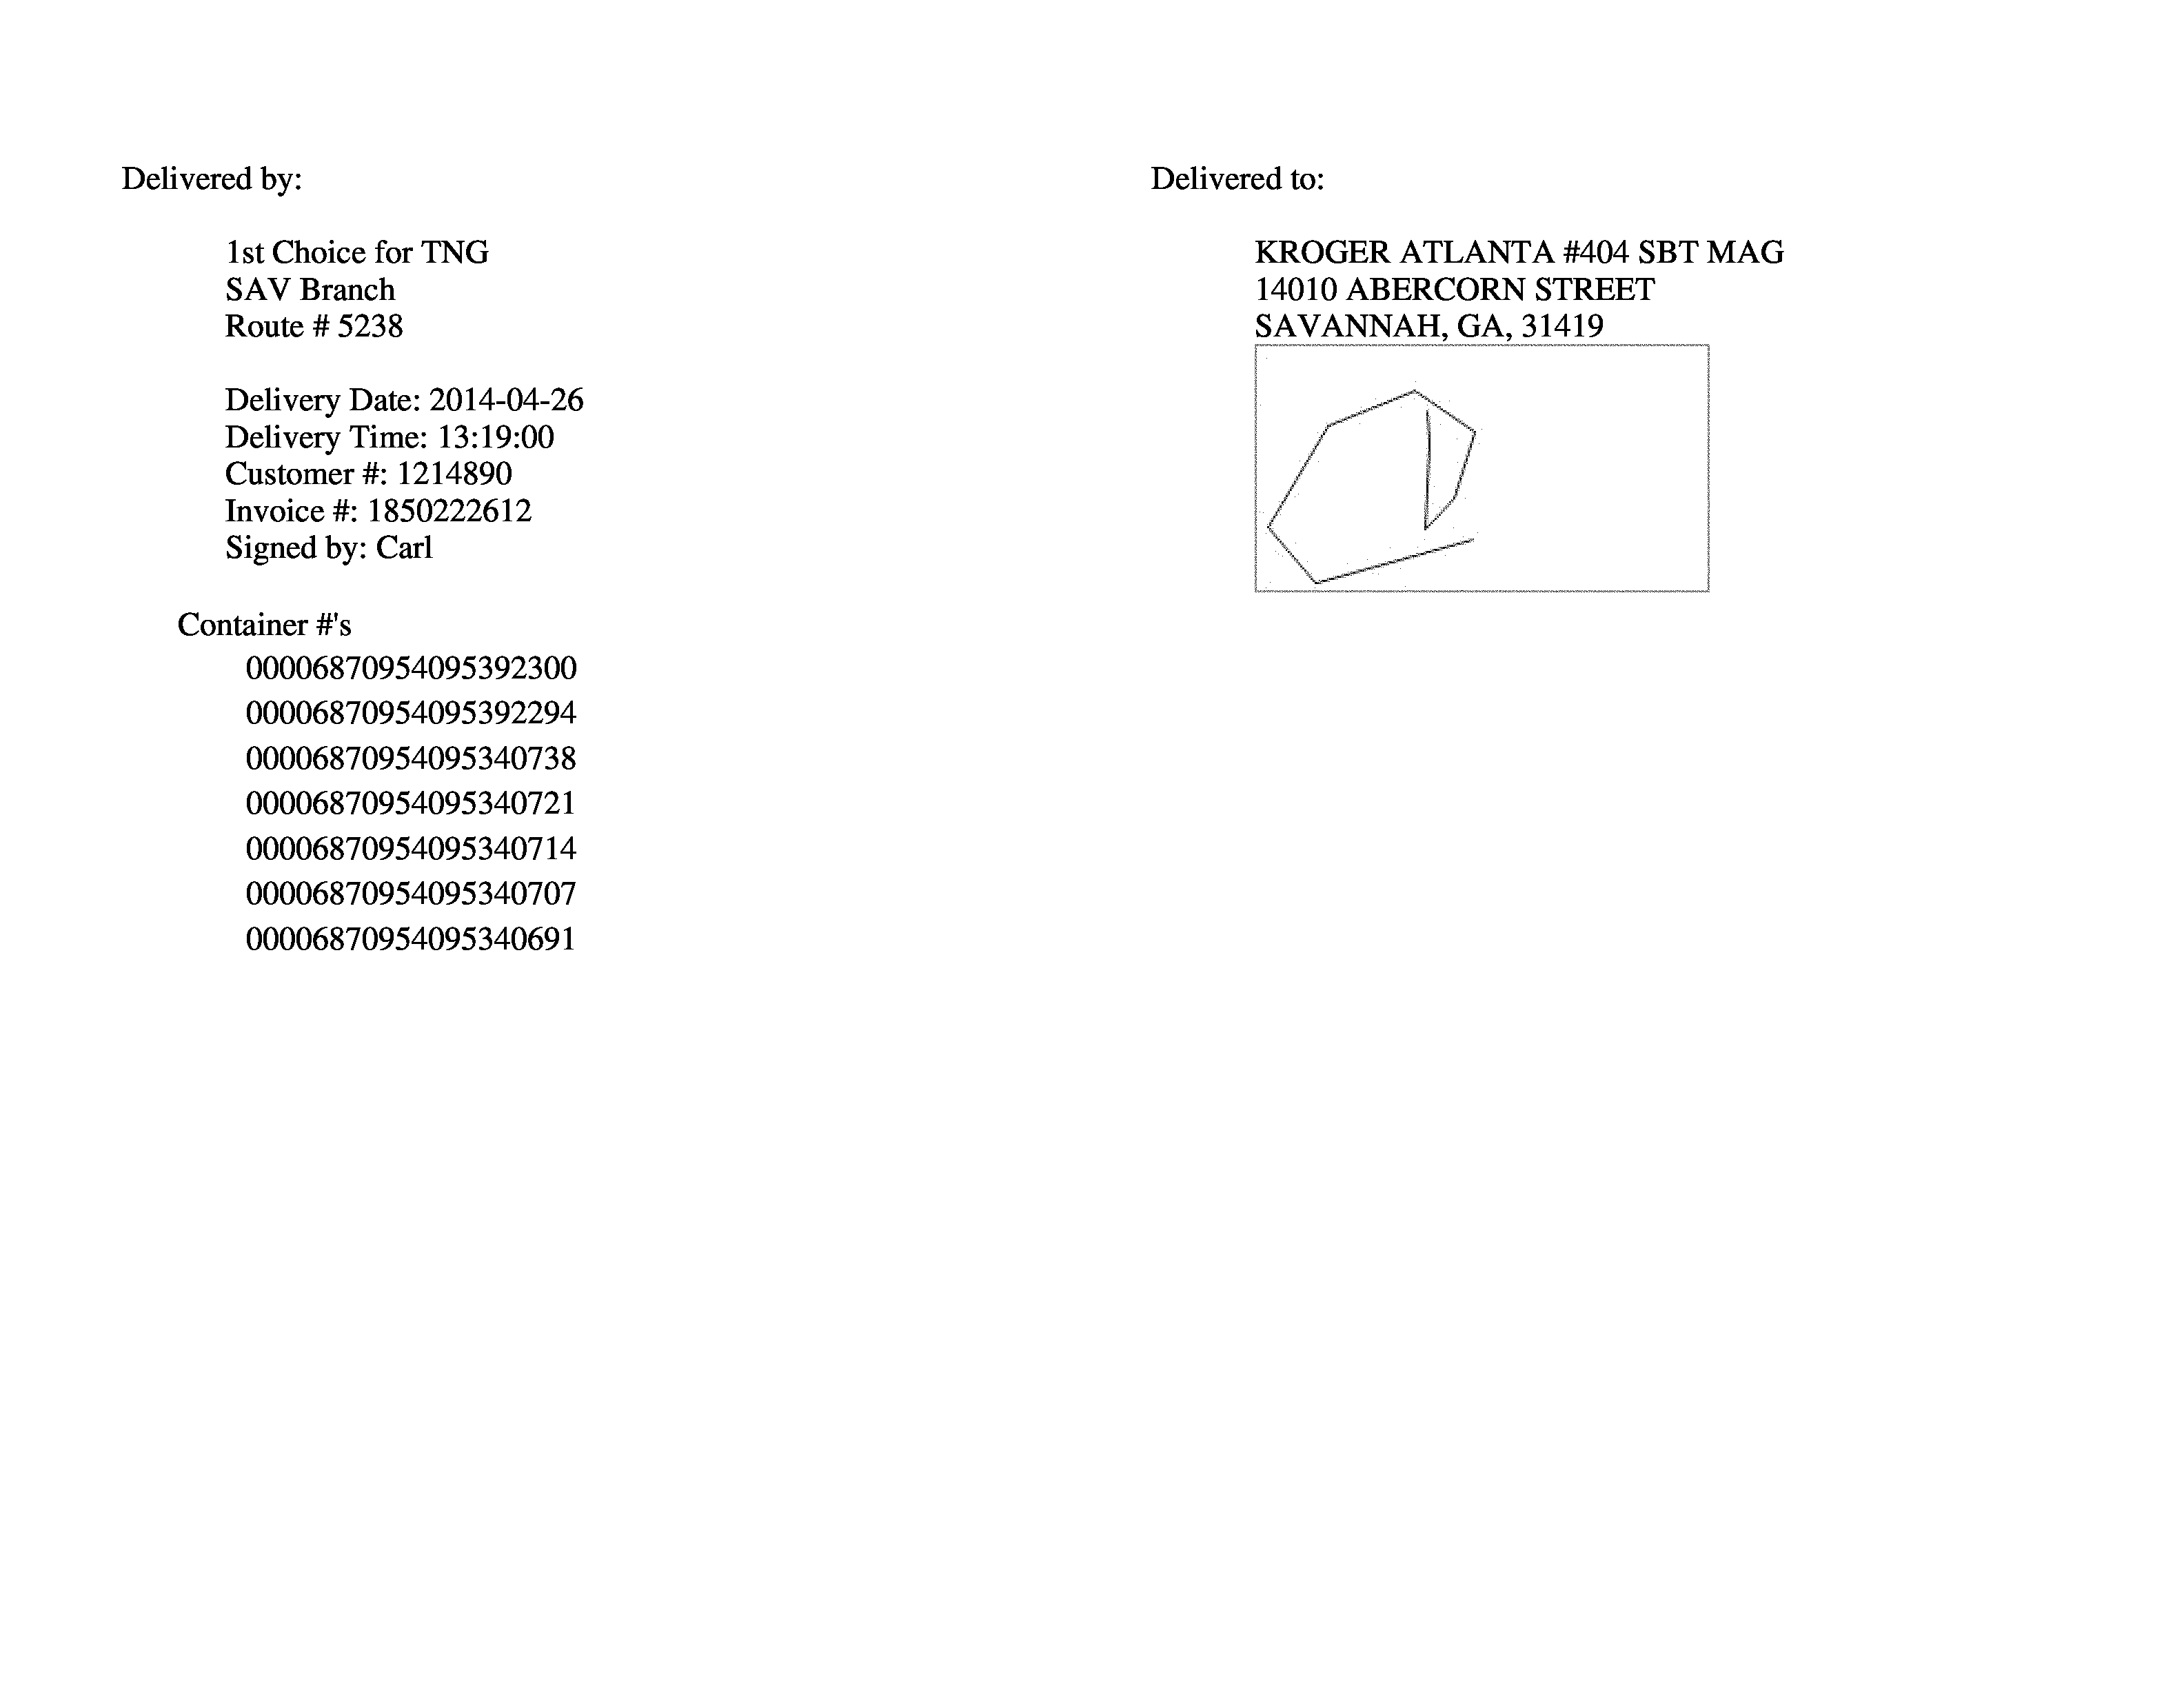 Delivered by:
1st Choice for TNG
SAV Branch
Route # 5238
Delivery Date: 2014-04-26
Delivery Time: 13:19:00
Customer #: 1214890
Invoice #: 1850222612
Signed by: Carl
Container #'s
00006870954095392300
00006870954095392294
00006870954095340738
00006870954095340721
00006870954095340714
00006870954095340707
00006870954095340691
Delivered to:
KROGER ATLANTA #404 SBT MAG
14010 ABERCORN STREET
SAVANNAH, GA, 31419